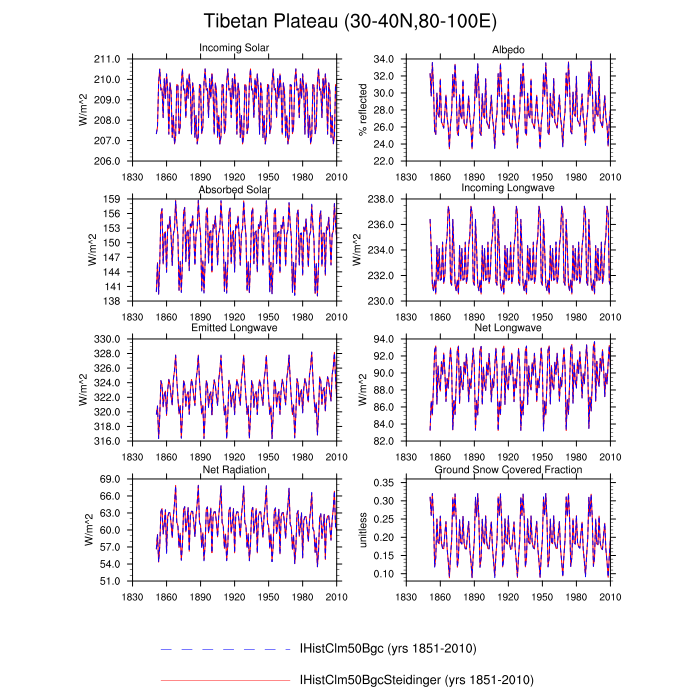 Tibetan Plateau (30-40N,80-100E)
Incoming Solar
W/m^2
211.0
210.0
209.0
208.0
207.0
206.0
1830 1860 1890 1920 1950 1980 2010
Albedo
% reflected
34.0
32.0
30.0
28.0
26.0
24.0
22.0
1830 1860 1890 1920 1950 1980 2010
Absorbed Solar
W/m^2
159
156
153
150
147
144
141
138
1830 1860 1890 1920 1950 1980 2010
Incoming Longwave
W/m^2
238.0
236.0
234.0
232.0
230.0
1830 1860 1890 1920 1950 1980 2010
Emitted Longwave
W/m^2
330.0
328.0
326.0
324.0
322.0
320.0
318.0
316.0
1830 1860 1890 1920 1950 1980 2010
Net Longwave
W/m^2
94.0
92.0
90.0
88.0
86.0
84.0
82.0
1830 1860 1890 1920 1950 1980 2010
Net Radiation
W/m^2
69.0
66.0
63.0
60.0
57.0
54.0
51.0
1830 1860 1890 1920 1950 1980 2010
Ground Snow Covered Fraction
unitless
0.35
0.30
0.25
0.20
0.15
0.10
1830 1860 1890 1920 1950 1980 2010
IHistClm50Bgc (yrs 1851-2010)
IHistClm50BgcSteidinger (yrs 1851-2010)